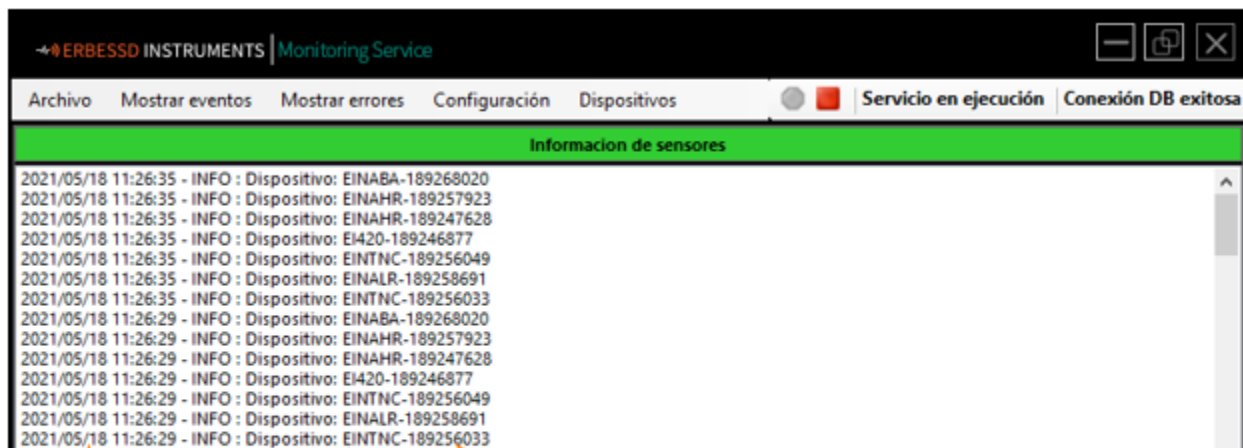 ERBESSD INSTRUMENTS Monitoring Service
Archivo Mostrar eventos Mostrar errores Configuración Dispositivos Servicio en ejecución Conexión DB exitosa
Informacion de sensores
2021/05/18 11:26:35 - INFO : Dispositivo: EINABA-189268020
2021/05/18 11:26:35 - INFO : Dispositivo: EINAHR-189257923
2021/05/18 11:26:35 - INFO : Dispositivo: EINAHR-189247628
2021/05/18 11:26:35 - INFO : Dispositivo: EI420-189246877
2021/05/18 11:26:35 - INFO : Dispositivo: EINTNC-189256049
2021/05/18 11:26:35 - INFO : Dispositivo: EINALR-189258691
2021/05/18 11:26:35 - INFO : Dispositivo: EINTNC-189256033
2021/05/18 11:26:29 - INFO : Dispositivo: EINABA-189268020
2021/05/18 11:26:29 - INFO : Dispositivo: EINAHR-189257923
2021/05/18 11:26:29 - INFO : Dispositivo: EINAHR-189247628
2021/05/18 11:26:29 - INFO : Dispositivo: EI420-189246877
2021/05/18 11:26:29 - INFO : Dispositivo: EINTNC-189256049
2021/05/18 11:26:29 - INFO : Dispositivo: EINALR-189258691
2021/05/18 11:26:29 - INFO : Dispositivo: EINTNC-189256033